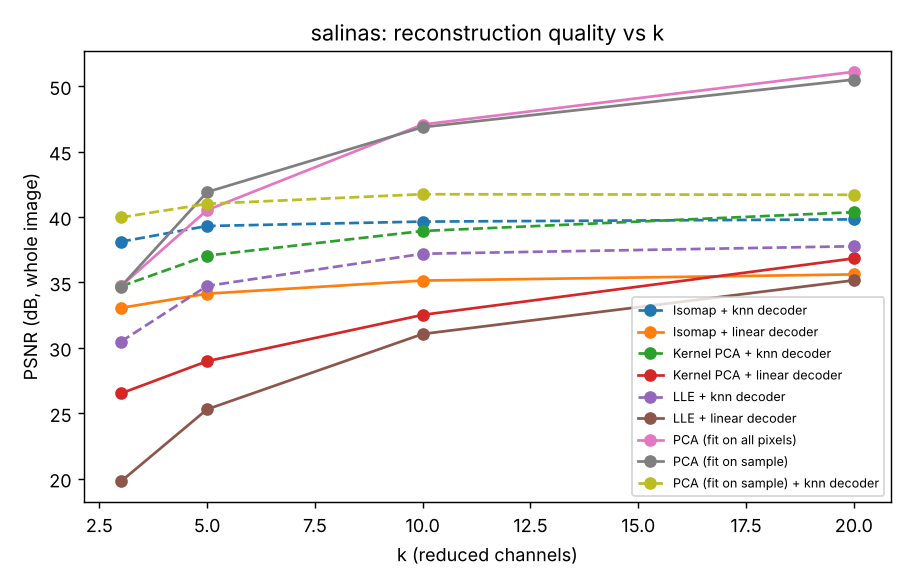 salinas: reconstruction quality vs k
PSNR (dB, whole image)
50
45
40
35
30
25
20
2.5
5.0
7.5
10.0
12.5
15.0
17.5
20.0
k (reduced channels)
Isomap + knn decoder
Isomap + linear decoder
Kernel PCA + knn decoder
Kernel PCA + linear decoder
LLE + knn decoder
LLE + linear decoder
PCA (fit on all pixels)
PCA (fit on sample)
PCA (fit on sample) + knn decoder